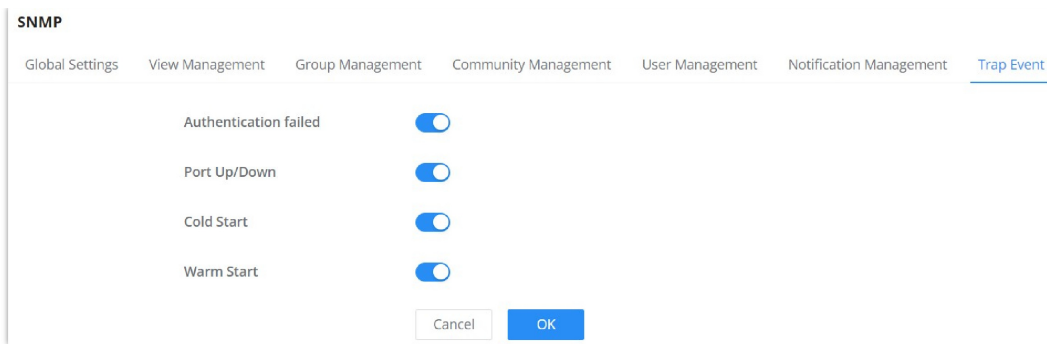 SNMP
Global Settings View Management Group Management Community Management User Management Notification Management Trap Event
Authentication failed
Port Up/Down
Cold Start
Warm Start
Cancel OK